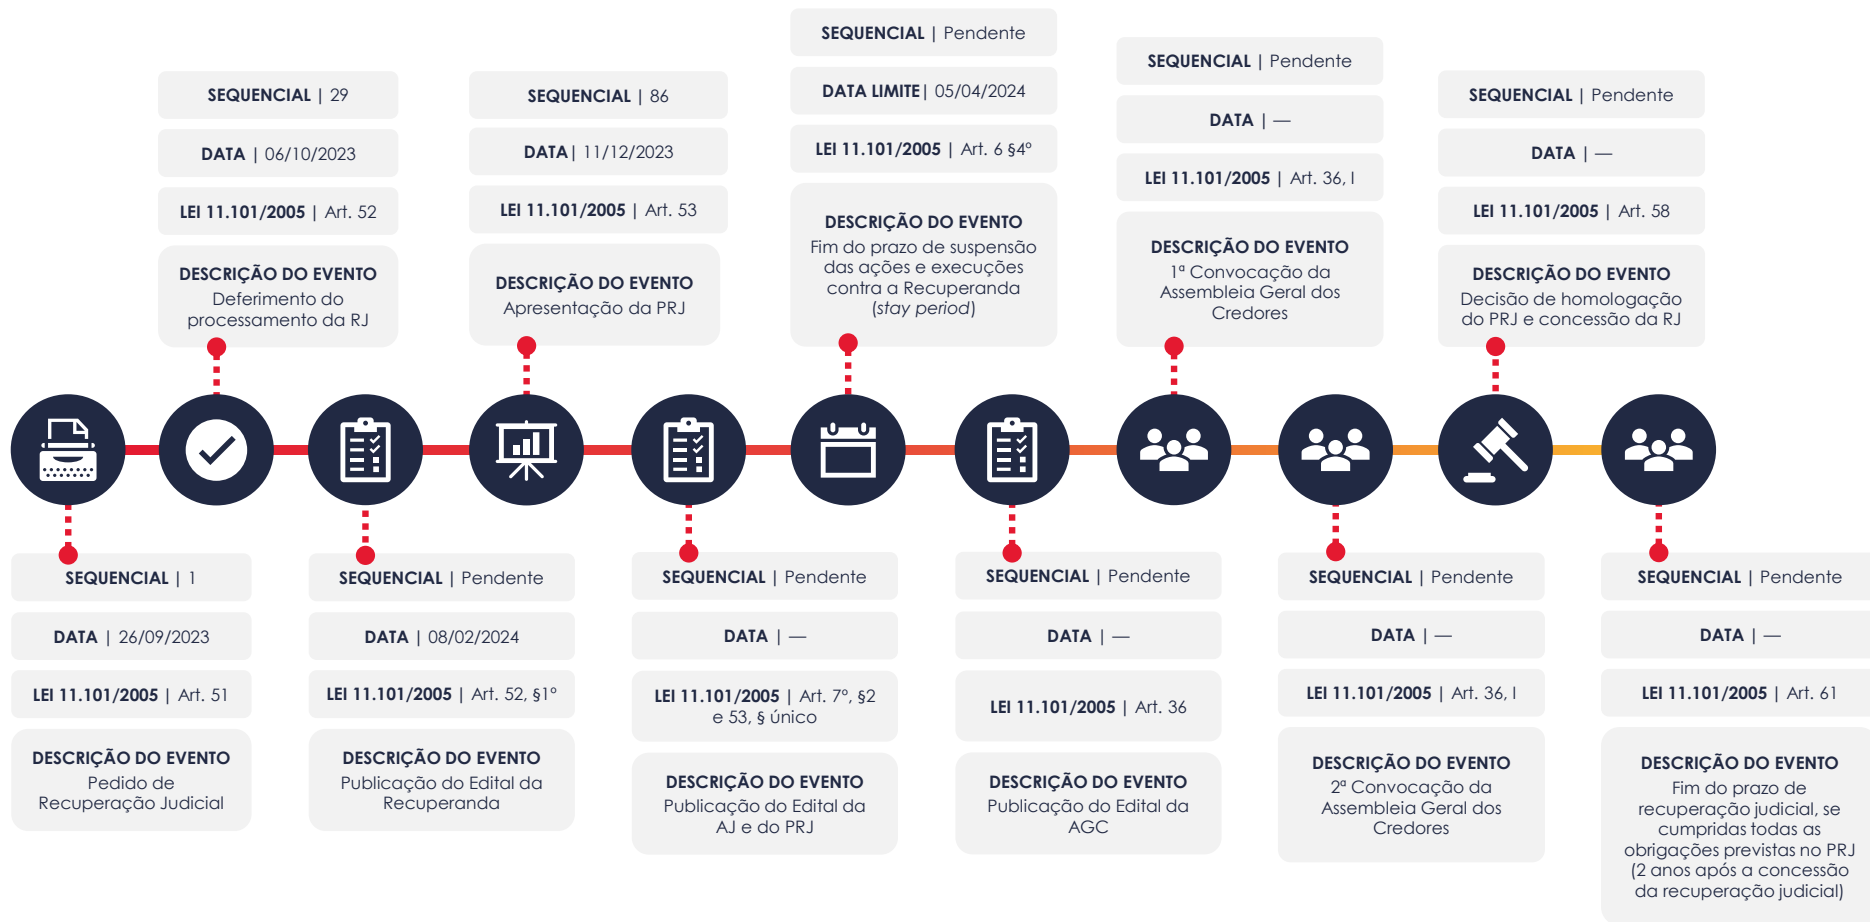 SEQUENCIAL | 1
DATA | 26/09/2023
LEI 11.101/2005 | Art. 51
DESCRIÇÃO DO EVENTO
Pedido de
Recuperação Judicial
SEQUENCIAL | 29
DATA | 06/10/2023
LEI 11.101/2005 | Art. 52
DESCRIÇÃO DO EVENTO
Deferimento do
processamento da RJ
SEQUENCIAL | Pendente
DATA | 08/02/2024
LEI 11.101/2005 | Art. 52, §1º
DESCRIÇÃO DO EVENTO
Publicação do Edital da
Recuperanda
SEQUENCIAL | 86
DATA| 11/12/2023
LEI 11.101/2005 | Art. 53
DESCRIÇÃO DO EVENTO
Apresentação da PRJ
SEQUENCIAL | Pendente
DATA | —
LEI 11.101/2005 | Art. 7º, §2
e 53, § único
DESCRIÇÃO DO EVENTO
Publicação do Edital da
AJ e do PRJ
SEQUENCIAL | Pendente
DATA LIMITE| 05/04/2024
LEI 11.101/2005 | Art. 6 §4º
DESCRIÇÃO DO EVENTO
Fim do prazo de suspensão
das ações e execuções
contra a Recuperanda
(stay period)
SEQUENCIAL | Pendente
DATA | —
LEI 11.101/2005 | Art. 36
DESCRIÇÃO DO EVENTO
Publicação do Edital da
AGC
SEQUENCIAL | Pendente
DATA | —
LEI 11.101/2005 | Art. 36, I
DESCRIÇÃO DO EVENTO
1ª Convocação da
Assembleia Geral dos
Credores
SEQUENCIAL | Pendente
DATA | —
LEI 11.101/2005 | Art. 36, I
DESCRIÇÃO DO EVENTO
2ª Convocação da
Assembleia Geral dos
Credores
SEQUENCIAL | Pendente
DATA | —
LEI 11.101/2005 | Art. 58
DESCRIÇÃO DO EVENTO
Decisão de homologação
do PRJ e concessão da RJ
SEQUENCIAL | Pendente
DATA | —
LEI 11.101/2005 | Art. 61
DESCRIÇÃO DO EVENTO
Fim do prazo de
recuperação judicial, se
cumpridas todas as
obrigações previstas no PRJ
(2 anos após a concessão
da recuperação judicial)